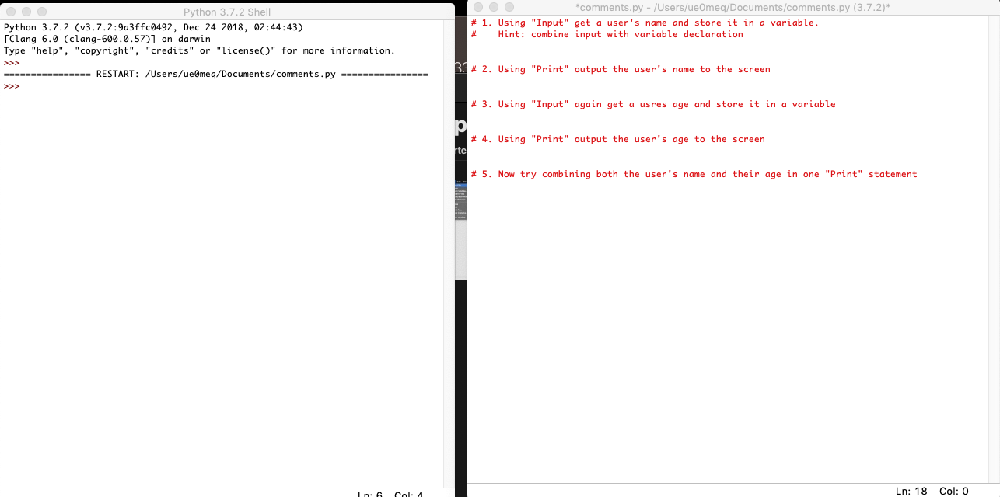 Python 3.7.2 Shell
Python 3.7.2 (v3.7.2:9a3ffc0492, Dec 24 2018, 02:44:43)
[Clang 6.0 (clang-600.0.57)] on darwin
Type "help", "copyright", "credits" or "license()" for more information.
>>>
================ RESTART: /Users/ue0meq/Documents/comments.py ================
>>>
Ln: 6 Col: 4
*comments.py - /Users/ue0meq/Documents/comments.py (3.7.2)*
# 1. Using "Input" get a user's name and store it in a variable.
#    Hint: combine input with variable declaration
# 2. Using "Print" output the user's name to the screen
# 3. Using "Input" again get a usres age and store it in a variable
# 4. Using "Print" output the user's age to the screen
# 5. Now try combining both the user's name and their age in one "Print" statement
Ln: 18 Col: 0